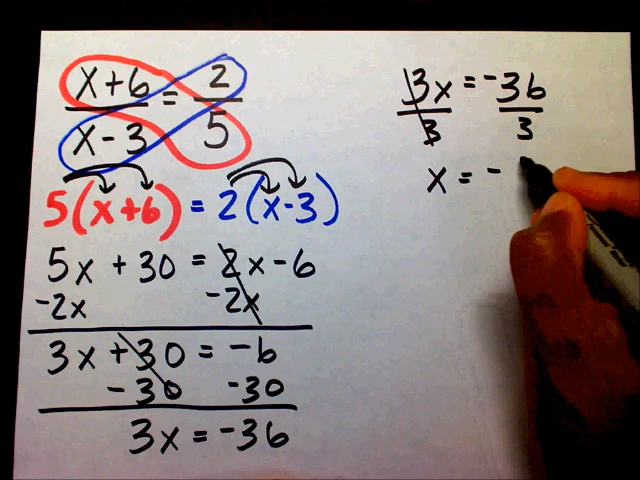 x+6 / x-3 = 2 / 5
5(x+6) = 2(x-3)
5x + 30 = 2x - 6
-2x -2x
3x + 30 = -6
-30 -30
3x = -36
3x = -36
3 3
x = -